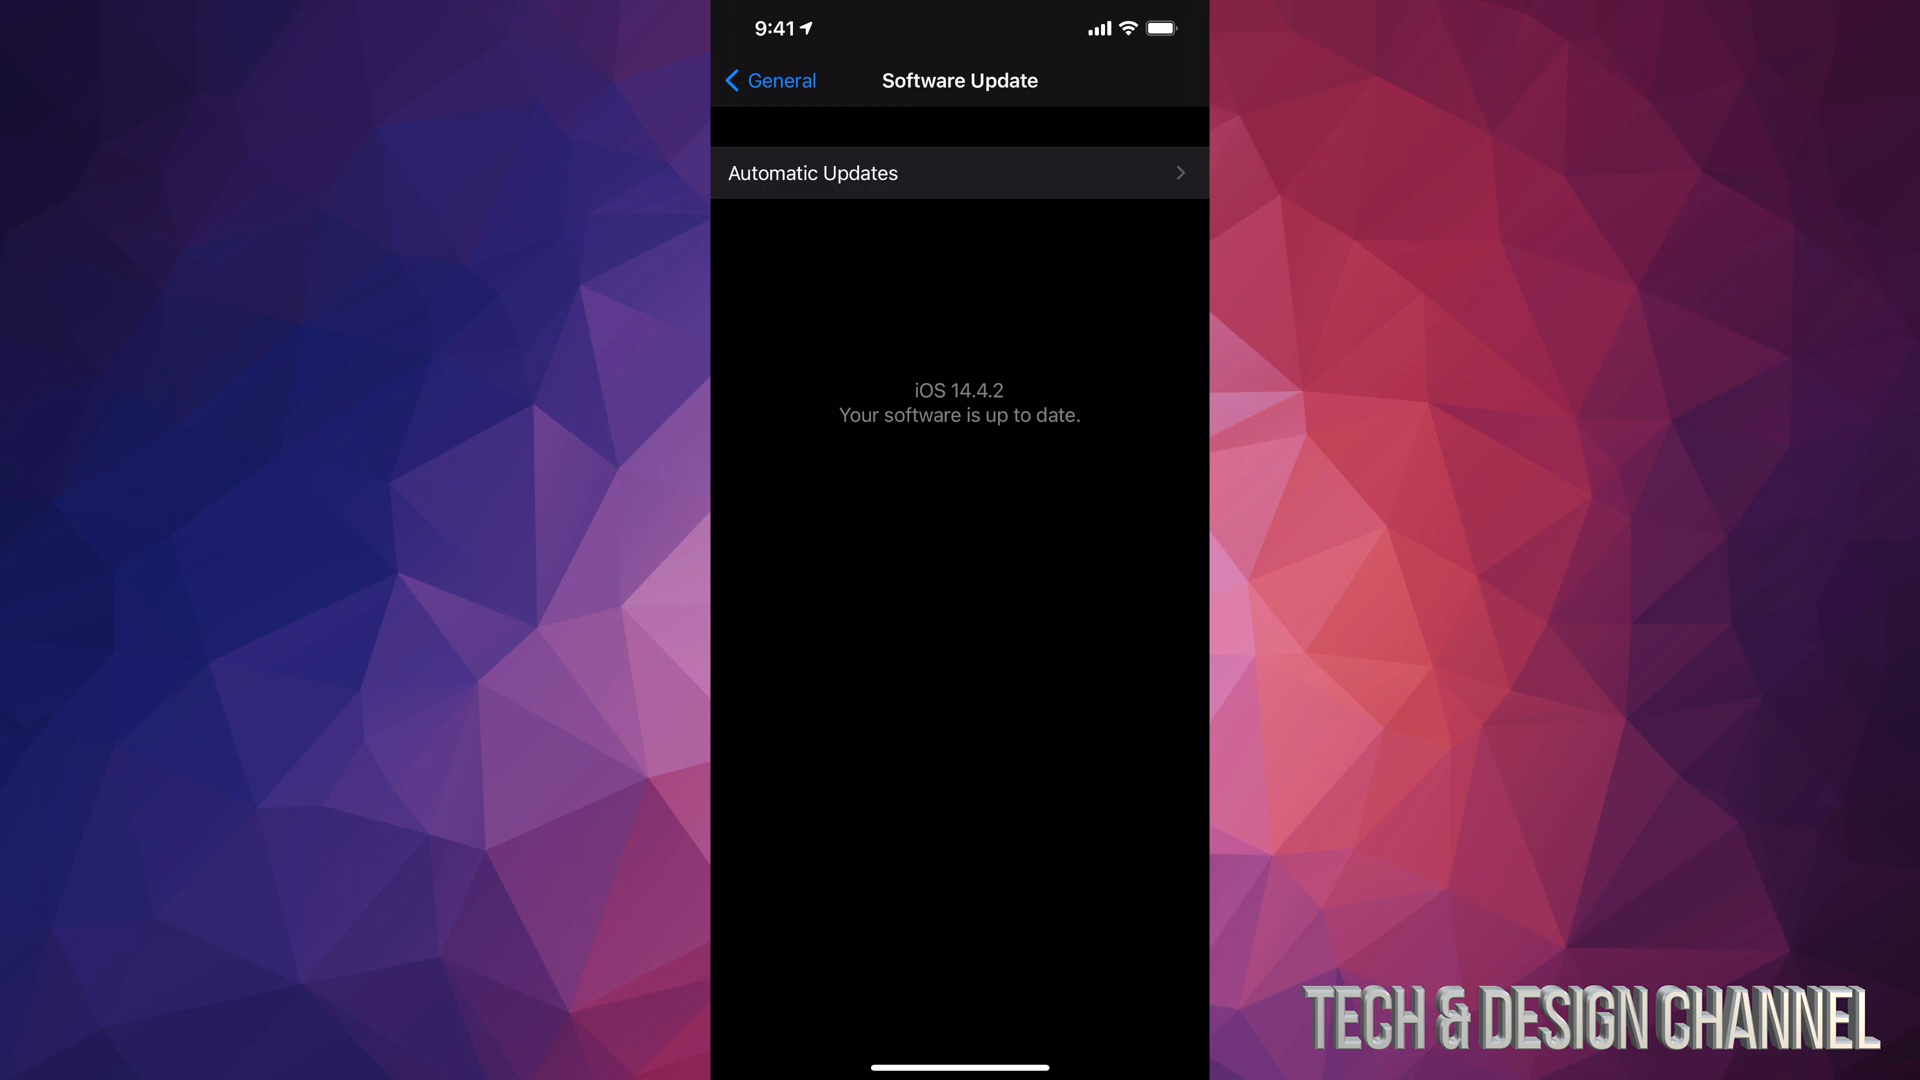 9:41
General
Software Update
Automatic Updates
iOS 14.4.2
Your software is up to date.
TECH & DESIGN CHANNEL